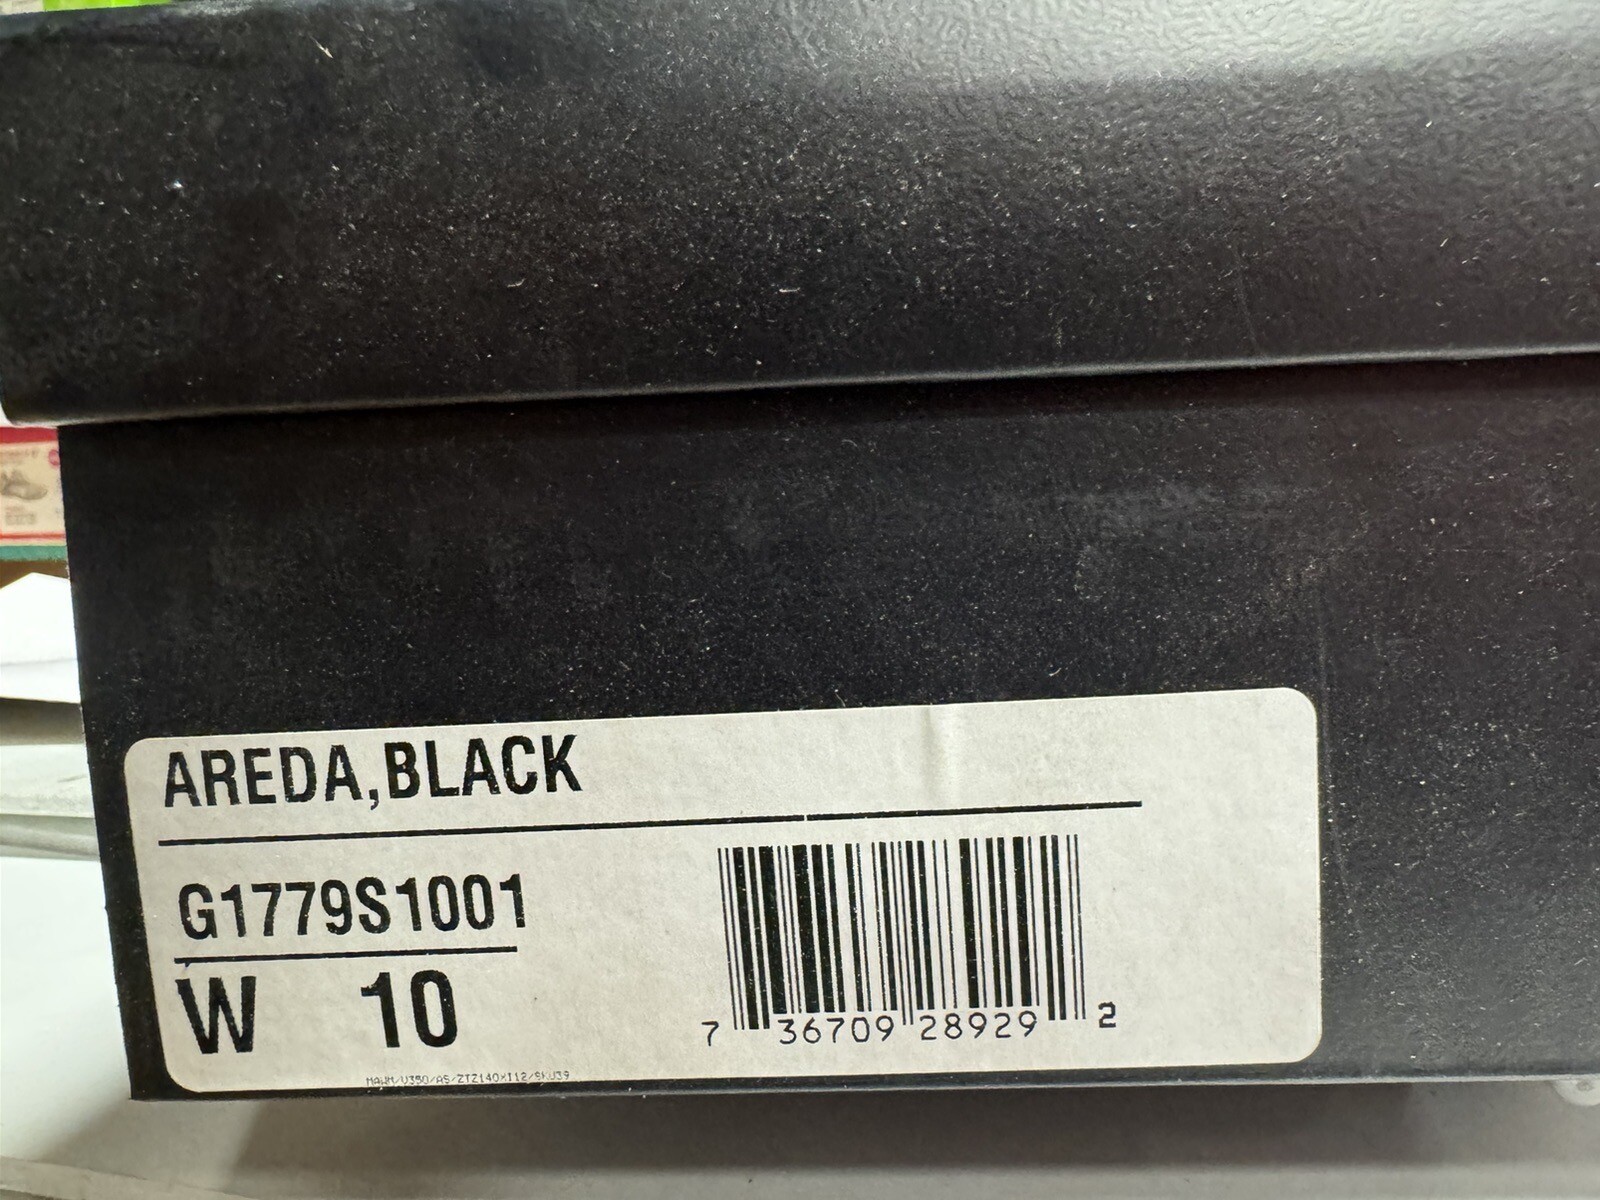 AREDA,BLACK
G1779S1001
W 10
7 36709 28929 2